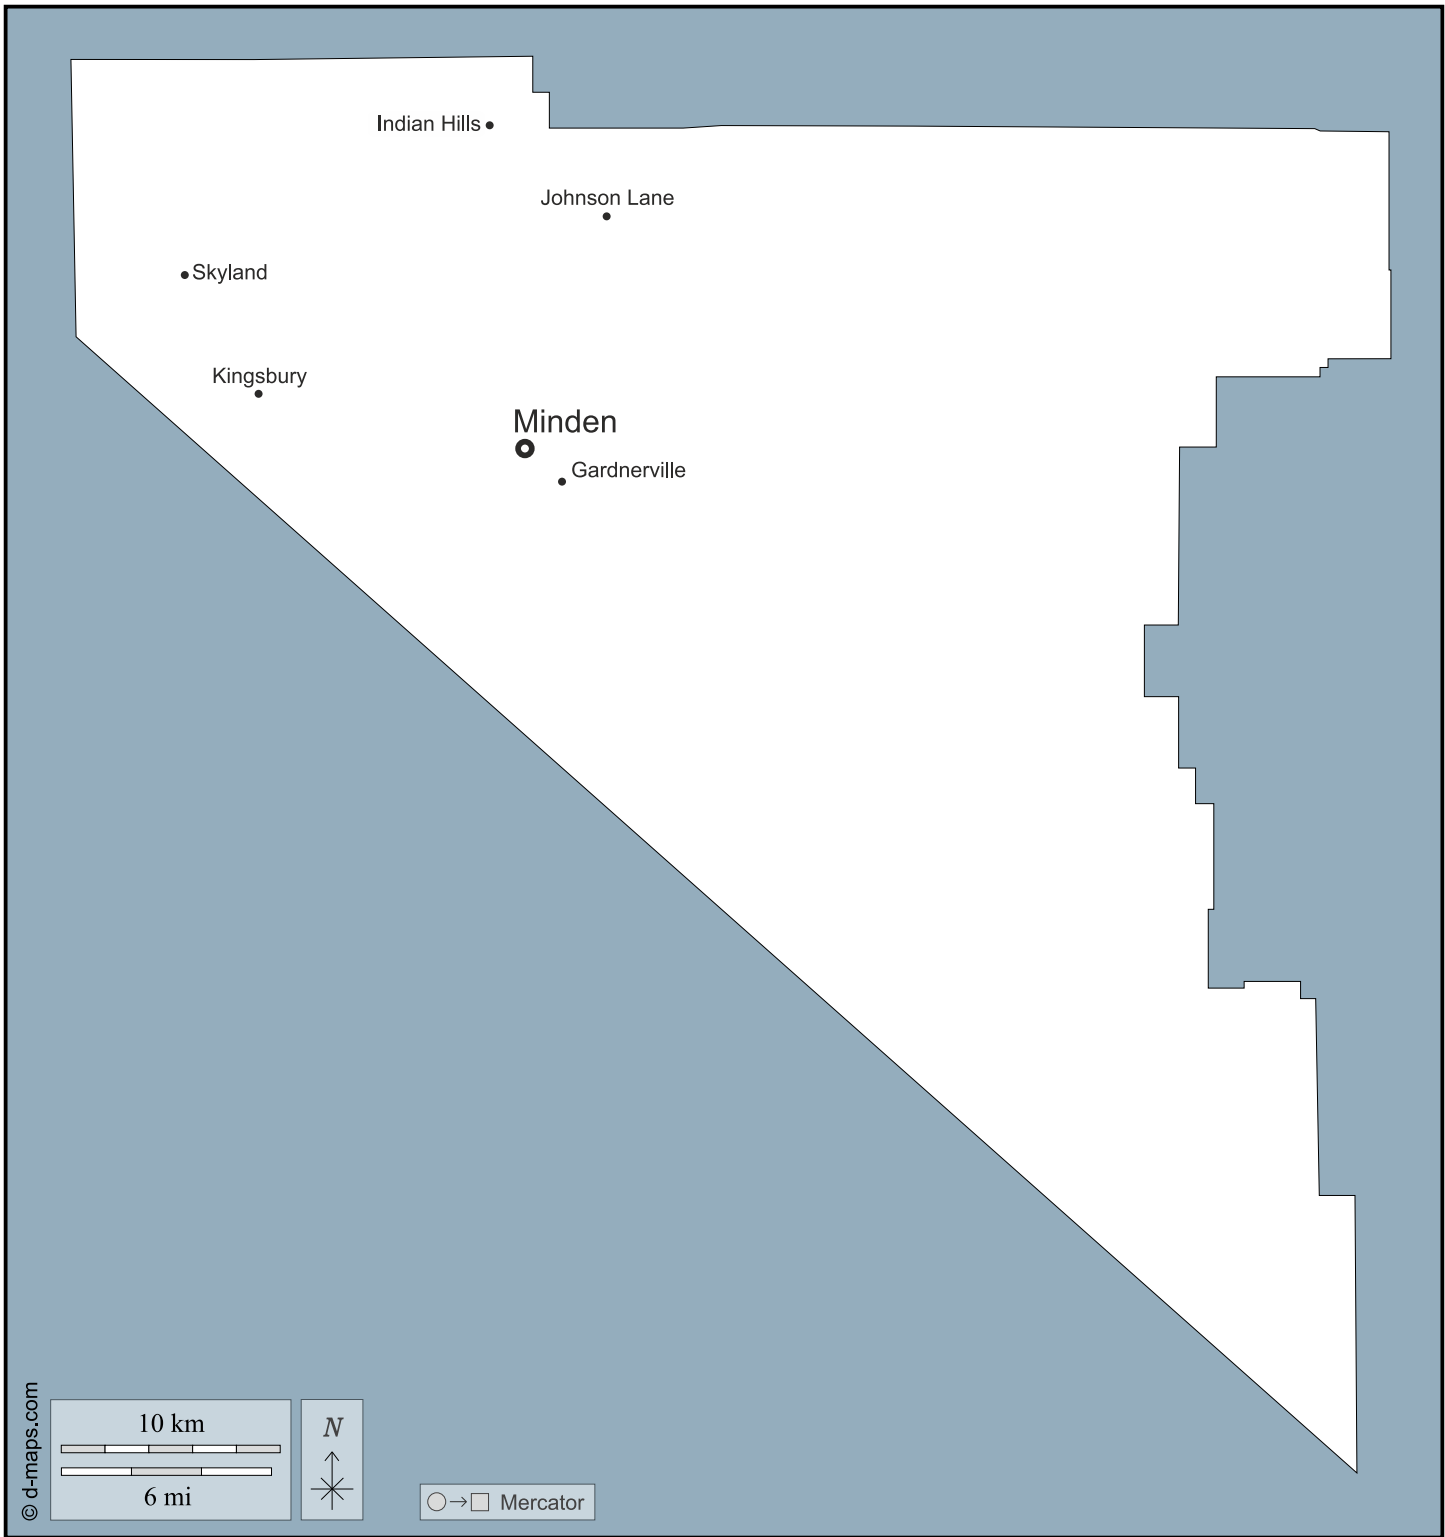 Indian Hills
Johnson Lane
Skyland
Kingsbury
Minden
Gardnerville
© d-maps.com
10 km
6 mi
N
Mercator